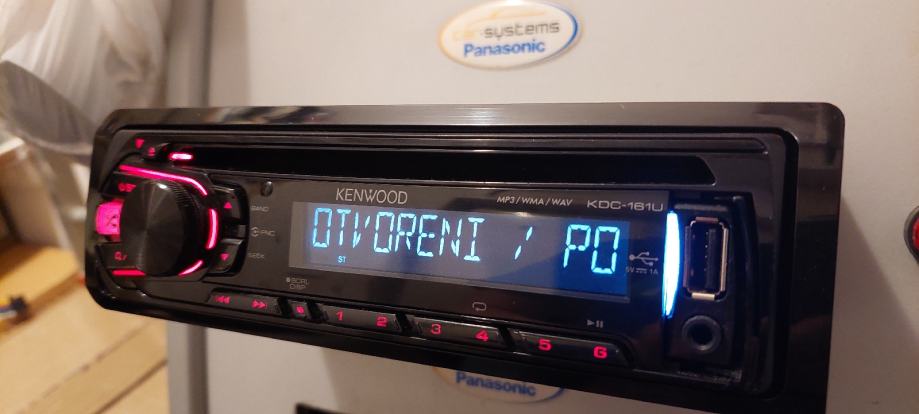 car-systems
Panasonic
KENWOOD
MP3 / WMA / WAV
KDC-161U
BAND
FNC
SEEK
OTVORENI / PO
ST
5V 1A
SCRL
DISP
1 2 3 4 5 6
Panasonic